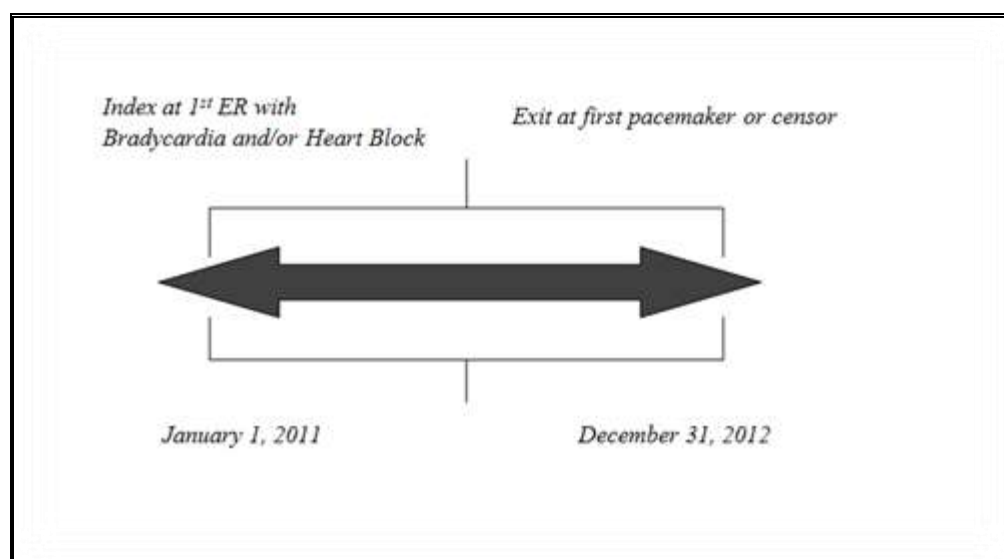 Index at 1st ER with
Bradycardia and/or Heart Block
Exit at first pacemaker or censor
January 1, 2011
December 31, 2012